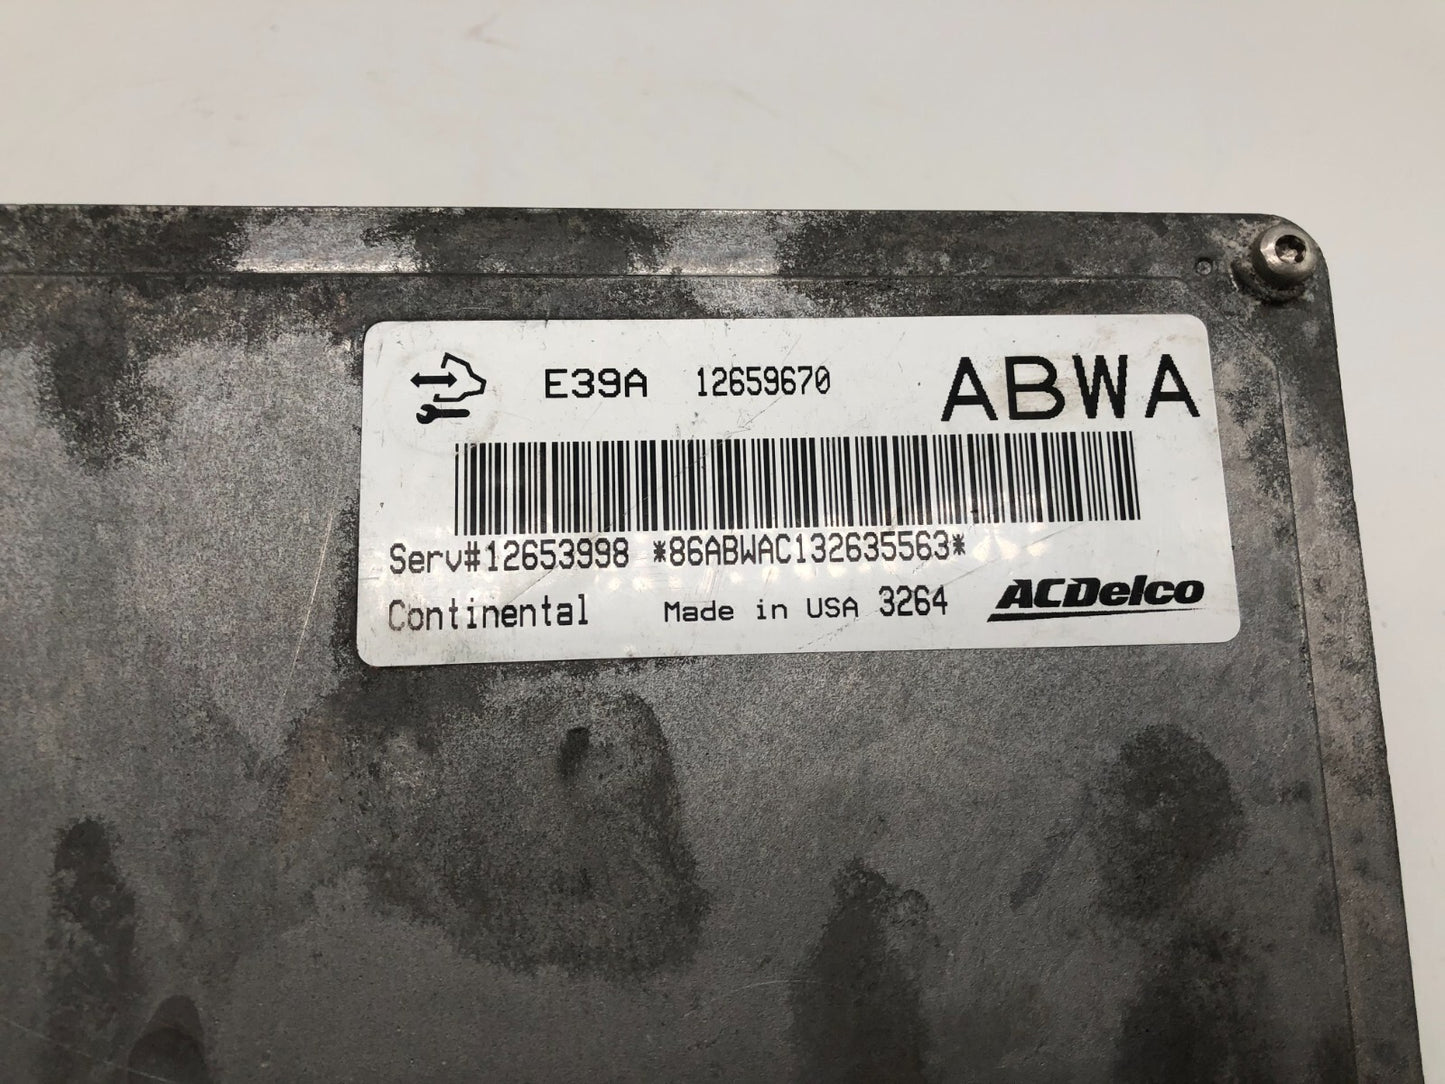 E39A 12659670 ABWA
Serv#12653998 *86ABWAC132635563*
Continental Made in USA 3264 ACDelco